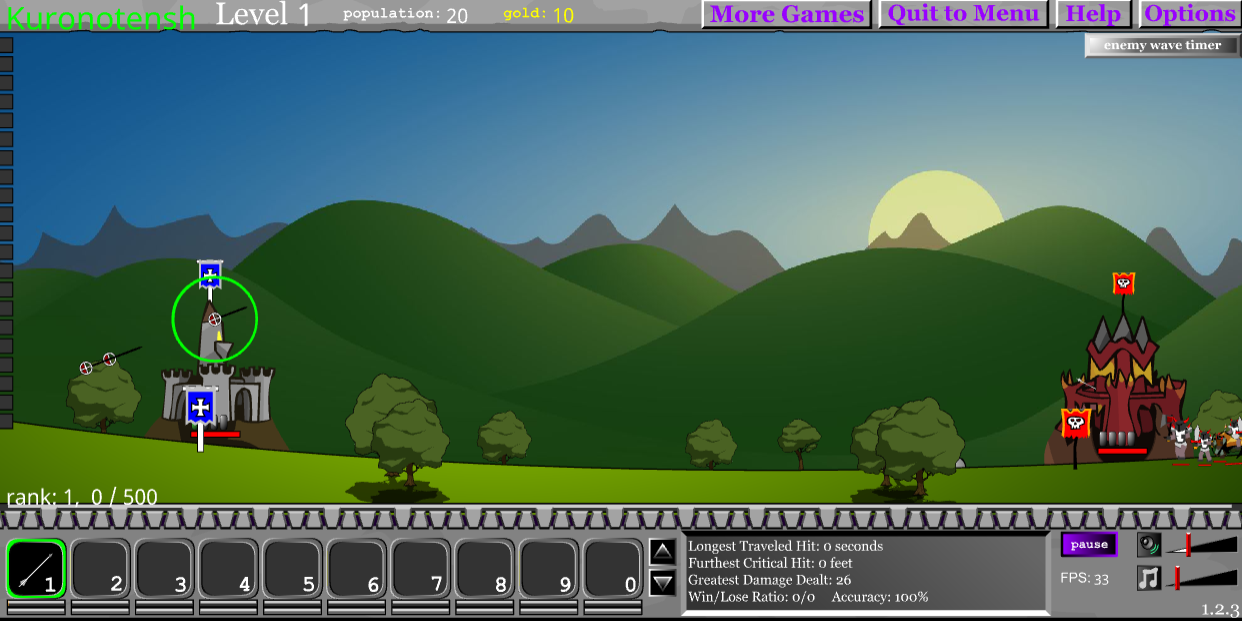 Kuronotensh Level 1 population: 20 gold: 10 More Games Quit to Menu Help Options
enemy wave timer
rank: 1, 0 / 500
1 2 3 4 5 6 7 8 9 0
Longest Traveled Hit: 0 seconds
Furthest Critical Hit: 0 feet
Greatest Damage Dealt: 26
Win/Lose Ratio: 0/0 Accuracy: 100%
pause
FPS: 33
1.2.3